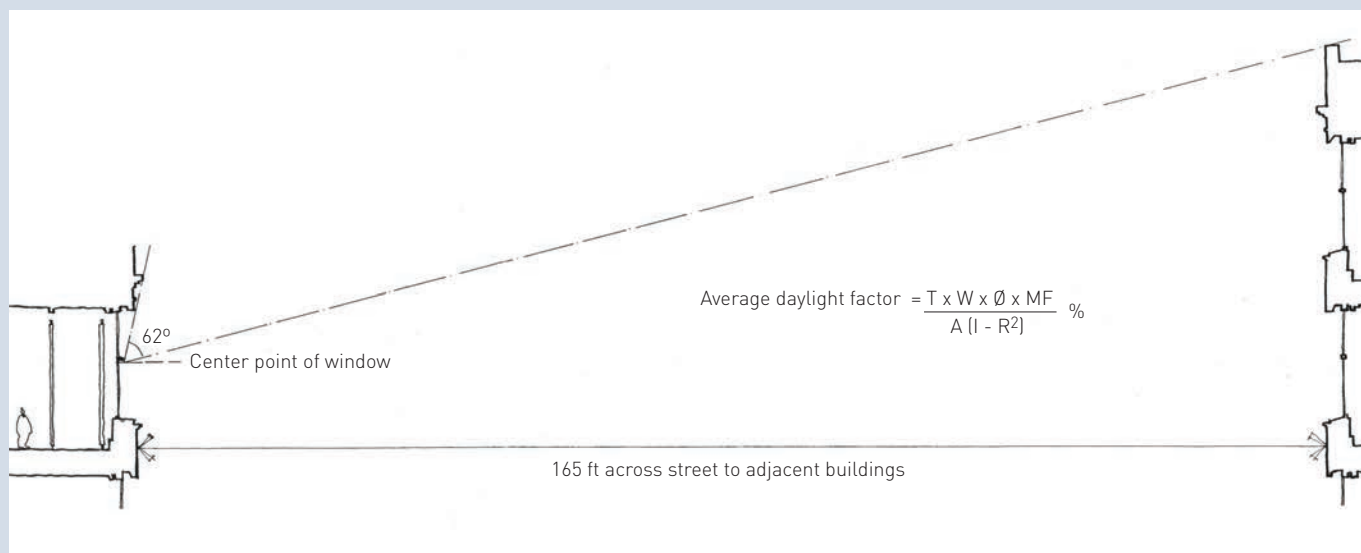 Average daylight factor = T x W x Ø x MF %
A (I - R²)
62º
Center point of window
165 ft across street to adjacent buildings